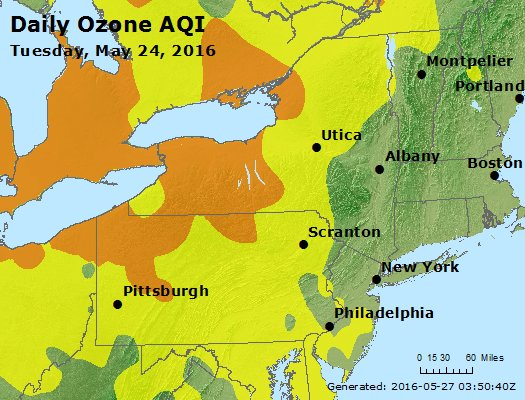 Daily Ozone AQI
Tuesday, May 24, 2016
Montpelier
Portland
Utica
Albany
Boston
Scranton
New York
Pittsburgh
Philadelphia
0 15 30 60 Miles
Generated: 2016-05-27 03:50:40Z